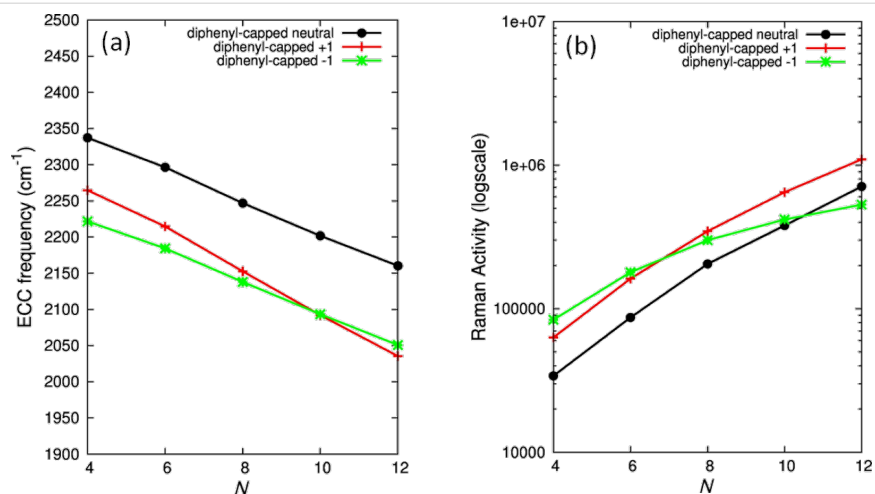 (a)
diphenyl-capped neutral
diphenyl-capped +1
diphenyl-capped -1
ECC frequency (cm⁻¹)
2500
2450
2400
2350
2300
2250
2200
2150
2100
2050
2000
1950
1900
4 6 8 10 12
N
(b)
diphenyl-capped neutral
diphenyl-capped +1
diphenyl-capped -1
Raman Activity (logscale)
1e+07
1e+06
100000
10000
4 6 8 10 12
N